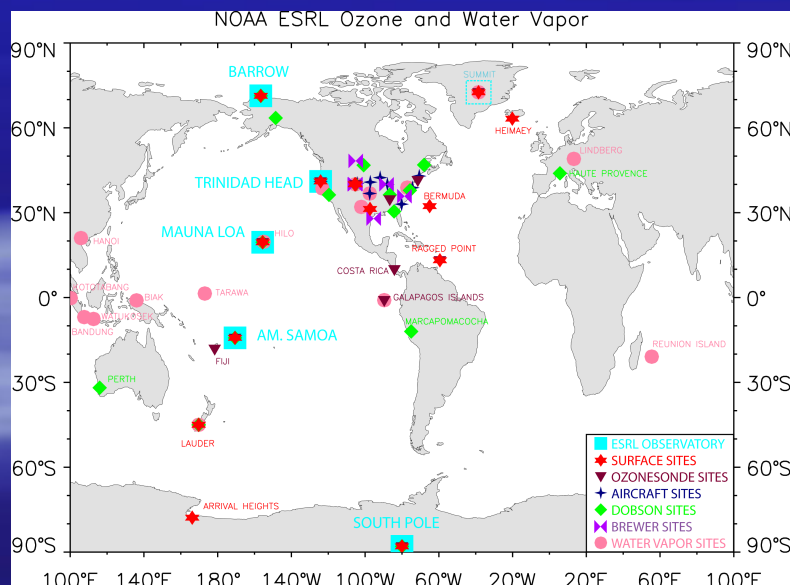 NOAA ESRL Ozone and Water Vapor
90°N
90°N
BARROW
SUMMIT
60°N
HEIMAEY
60°N
LINDBERG
TRINIDAD HEAD
HAUTE PROVENCE
BERMUDA
30°N
30°N
MAUNA LOA
HILO
HANOI
RAGGED POINT
COSTA RICA
KOTOTABANG
TARAWA
0°
BIAK
GALAPAGOS ISLANDS
0°
WATUKOSEK
MARCAPOMACOCHA
BANDUNG
AM. SAMOA
REUNION ISLAND
FIJI
PERTH
30°S
30°S
LAUDER
ESRL OBSERVATORY
SURFACE SITES
60°S
OZONESONDE SITES
60°S
AIRCRAFT SITES
ARRIVAL HEIGHTS
DOBSON SITES
SOUTH POLE
BREWER SITES
WATER VAPOR SITES
90°S
90°S
100°E 140°E 180°W 140°W 100°W 60°W 20°W 20°E 60°E 100°E